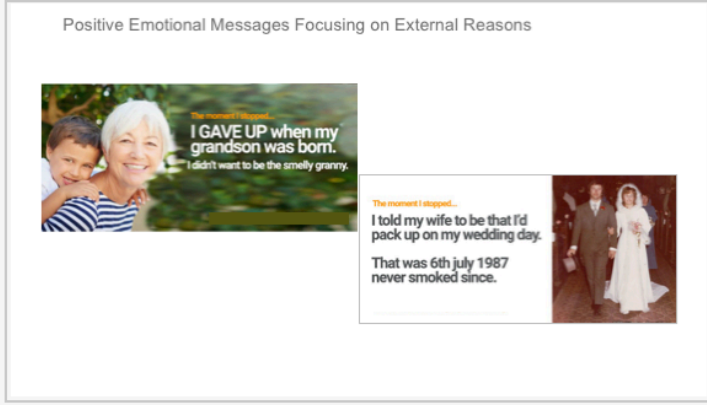 Positive Emotional Messages Focusing on External Reasons
The moment I stopped...
I GAVE UP when my
grandson was born.
I didn't want to be the smelly granny.
The moment I stopped...
I told my wife to be that I'd
pack up on my wedding day.
That was 6th july 1987
never smoked since.